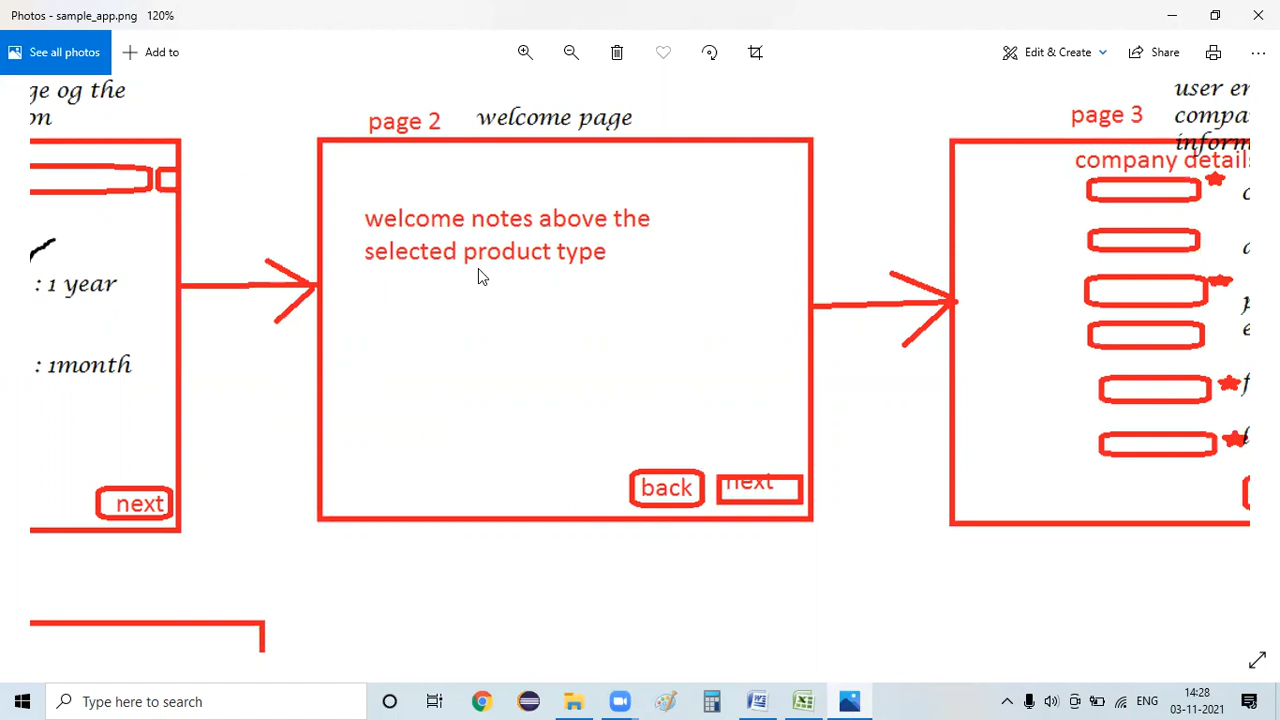 Photos - sample_app.png 120%
See all photos
Add to
Edit & Create
Share
ge og the
on
: 1 year
: 1month
next
page 2
welcome page
welcome notes above the
selected product type
back
next
page 3
user en
compa
inform
company details
Type here to search
ENG
14:28
03-11-2021